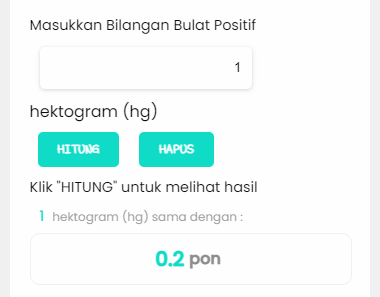 Masukkan Bilangan Bulat Positif
1
hektogram (hg)
HITUNG HAPUS
Klik "HITUNG" untuk melihat hasil
1 hektogram (hg) sama dengan :
0.2 pon